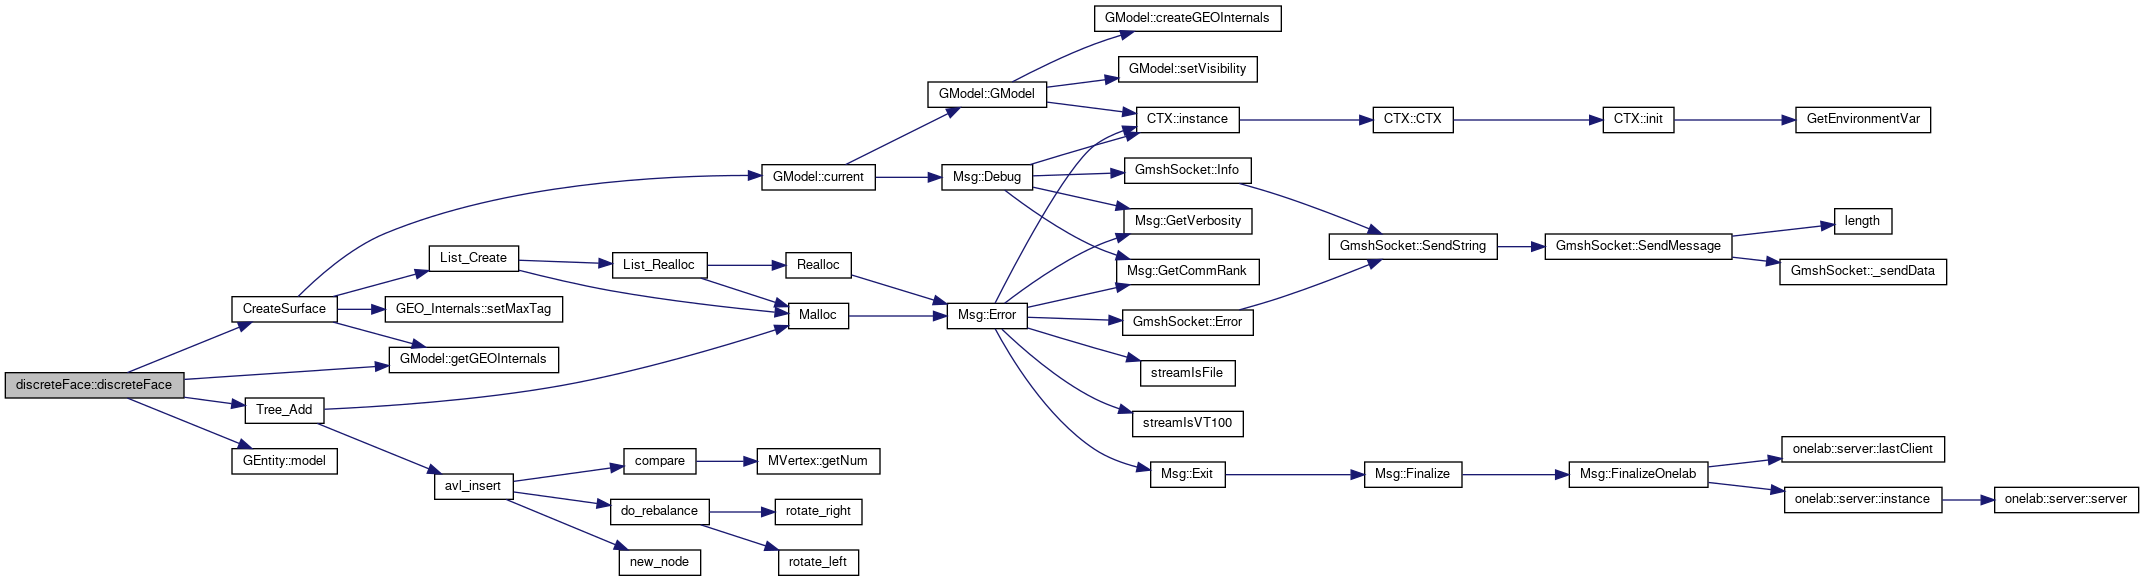 GModel::createGEOInternals
GModel::setVisibility
GModel::GModel
CTX::instance
CTX::CTX
CTX::init
GetEnvironmentVar
GModel::current
Msg::Debug
GmshSocket::Info
Msg::GetVerbosity
length
GmshSocket::SendString
GmshSocket::SendMessage
List_Create
List_Realloc
Realloc
Msg::GetCommRank
GmshSocket::_sendData
CreateSurface
GEO_Internals::setMaxTag
Malloc
Msg::Error
GmshSocket::Error
GModel::getGEOInternals
streamIsFile
discreteFace::discreteFace
Tree_Add
streamIsVT100
GEntity::model
compare
MVertex::getNum
onelab::server::lastClient
Msg::Exit
Msg::Finalize
Msg::FinalizeOnelab
avl_insert
onelab::server::instance
onelab::server::server
do_rebalance
rotate_right
new_node
rotate_left